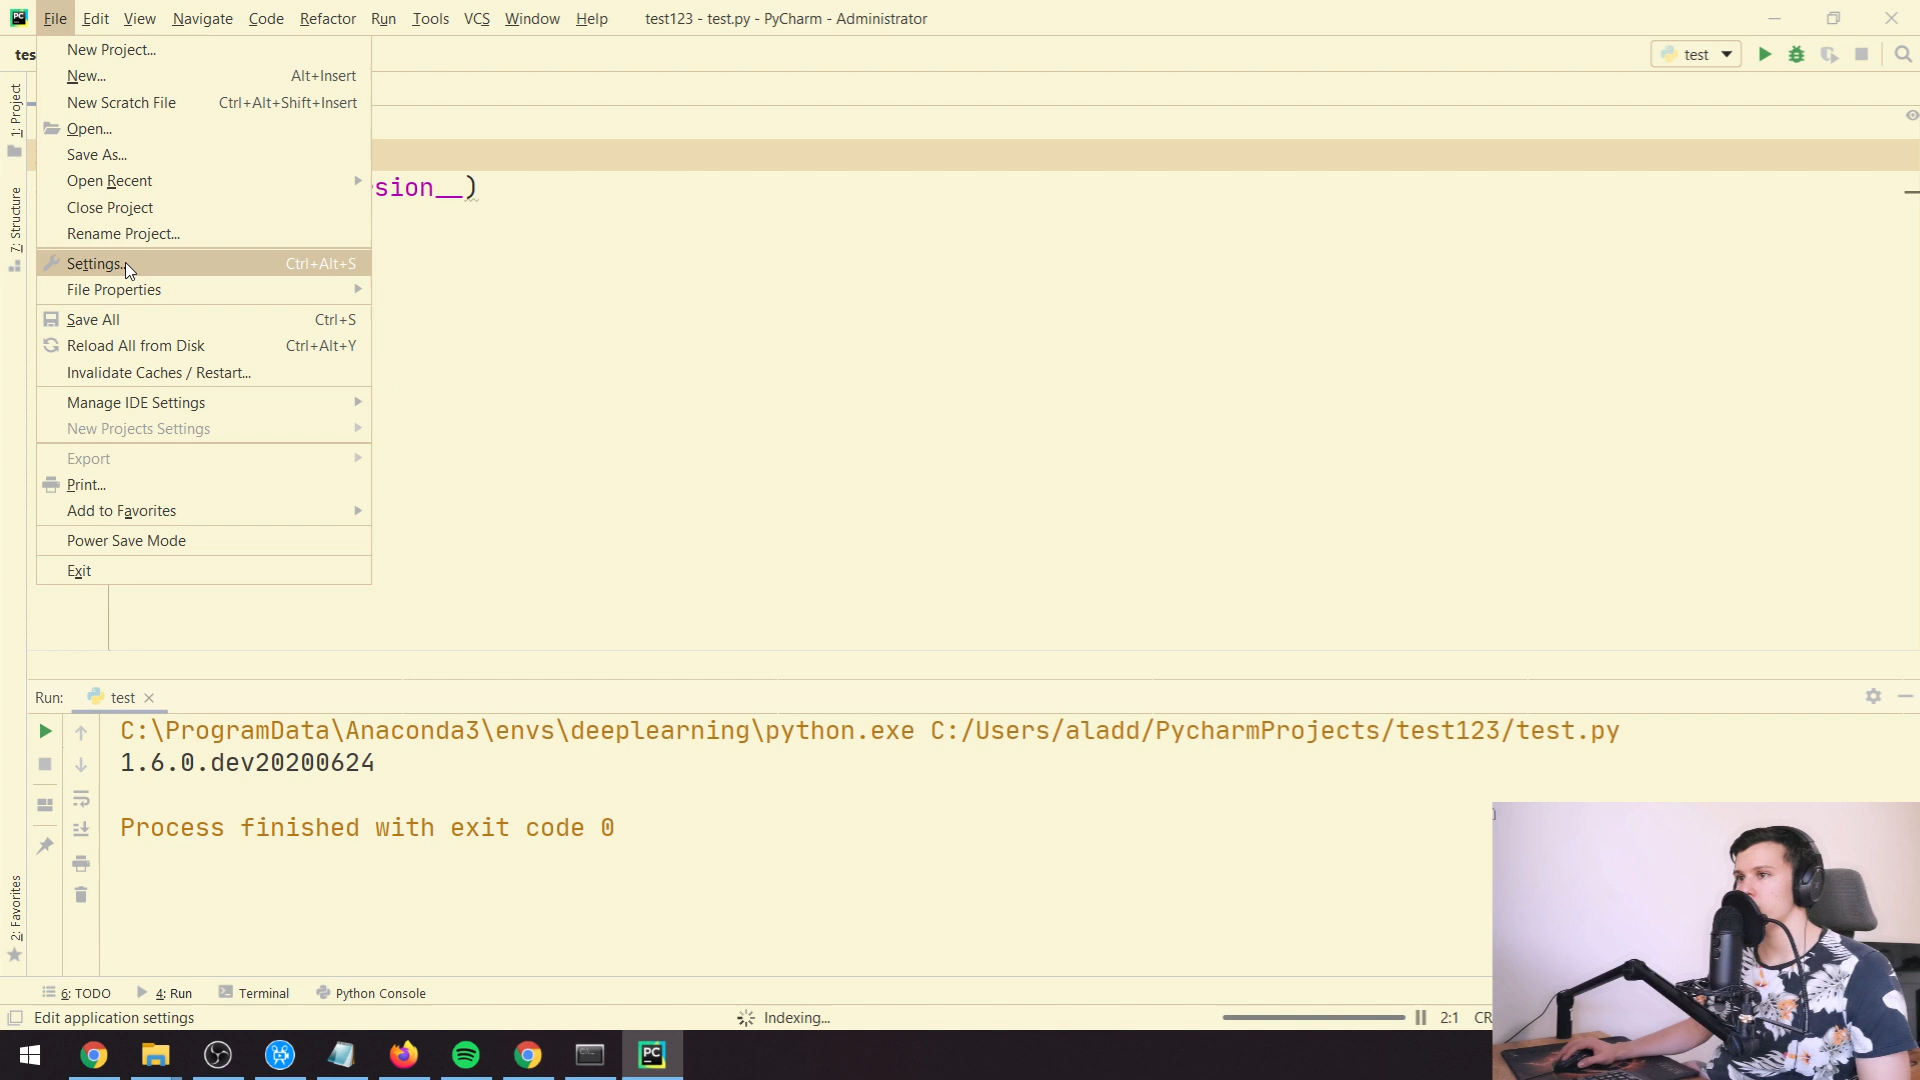 File Edit View Navigate Code Refactor Run Tools VCS Window Help test123 - test.py - PyCharm - Administrator
tes
test
New Project...
New... Alt+Insert
New Scratch File Ctrl+Alt+Shift+Insert
Open...
Save As...
Open Recent
Close Project
Rename Project...
Settings... Ctrl+Alt+S
File Properties
Save All Ctrl+S
Reload All from Disk Ctrl+Alt+Y
Invalidate Caches / Restart...
Manage IDE Settings
New Projects Settings
Export
Print...
Add to Favorites
Power Save Mode
Exit
sion__)
1: Project
7: Structure
2: Favorites
Run: test
C:\ProgramData\Anaconda3\envs\deeplearning\python.exe C:/Users/aladd/PycharmProjects/test123/test.py
1.6.0.dev20200624
Process finished with exit code 0
6: TODO 4: Run Terminal Python Console
Edit application settings Indexing... 2:1 CR
PC